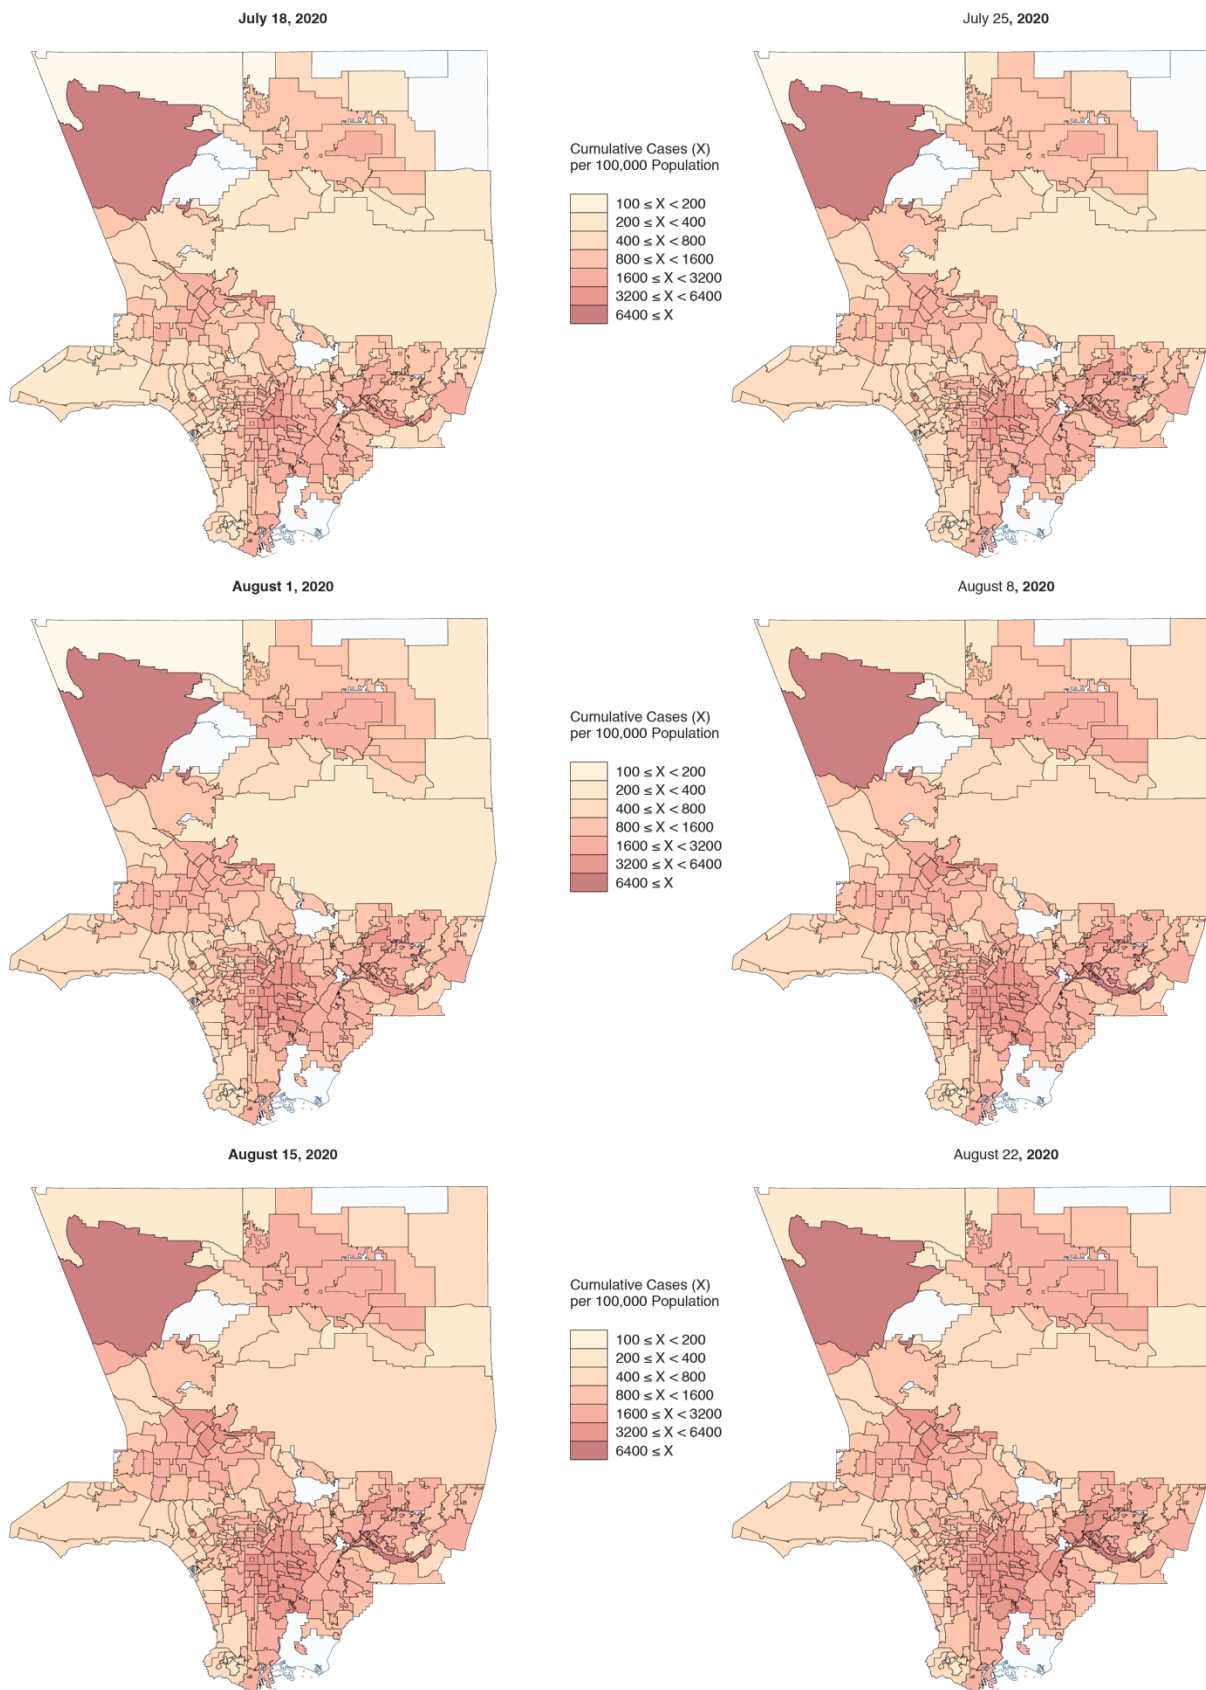 July 18, 2020
July 25, 2020
Cumulative Cases (X)
per 100,000 Population
100 ≤ X < 200
200 ≤ X < 400
400 ≤ X < 800
800 ≤ X < 1600
1600 ≤ X < 3200
3200 ≤ X < 6400
6400 ≤ X
August 1, 2020
August 8, 2020
Cumulative Cases (X)
per 100,000 Population
100 ≤ X < 200
200 ≤ X < 400
400 ≤ X < 800
800 ≤ X < 1600
1600 ≤ X < 3200
3200 ≤ X < 6400
6400 ≤ X
August 15, 2020
August 22, 2020
Cumulative Cases (X)
per 100,000 Population
100 ≤ X < 200
200 ≤ X < 400
400 ≤ X < 800
800 ≤ X < 1600
1600 ≤ X < 3200
3200 ≤ X < 6400
6400 ≤ X